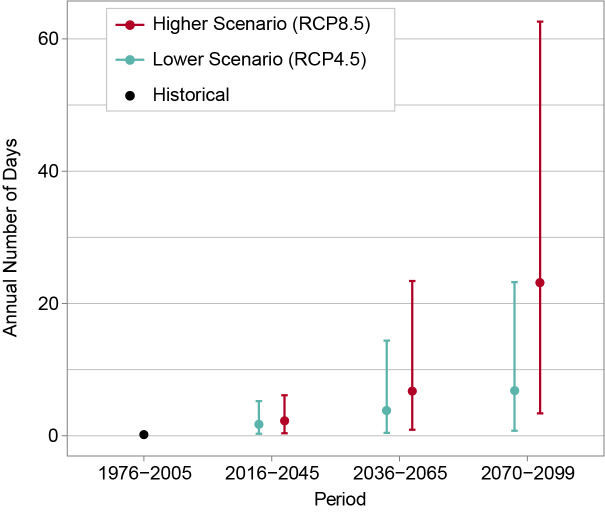 Higher Scenario (RCP8.5)
Lower Scenario (RCP4.5)
Historical
Annual Number of Days
60
40
20
0
1976−2005 2016−2045 2036−2065 2070−2099
Period